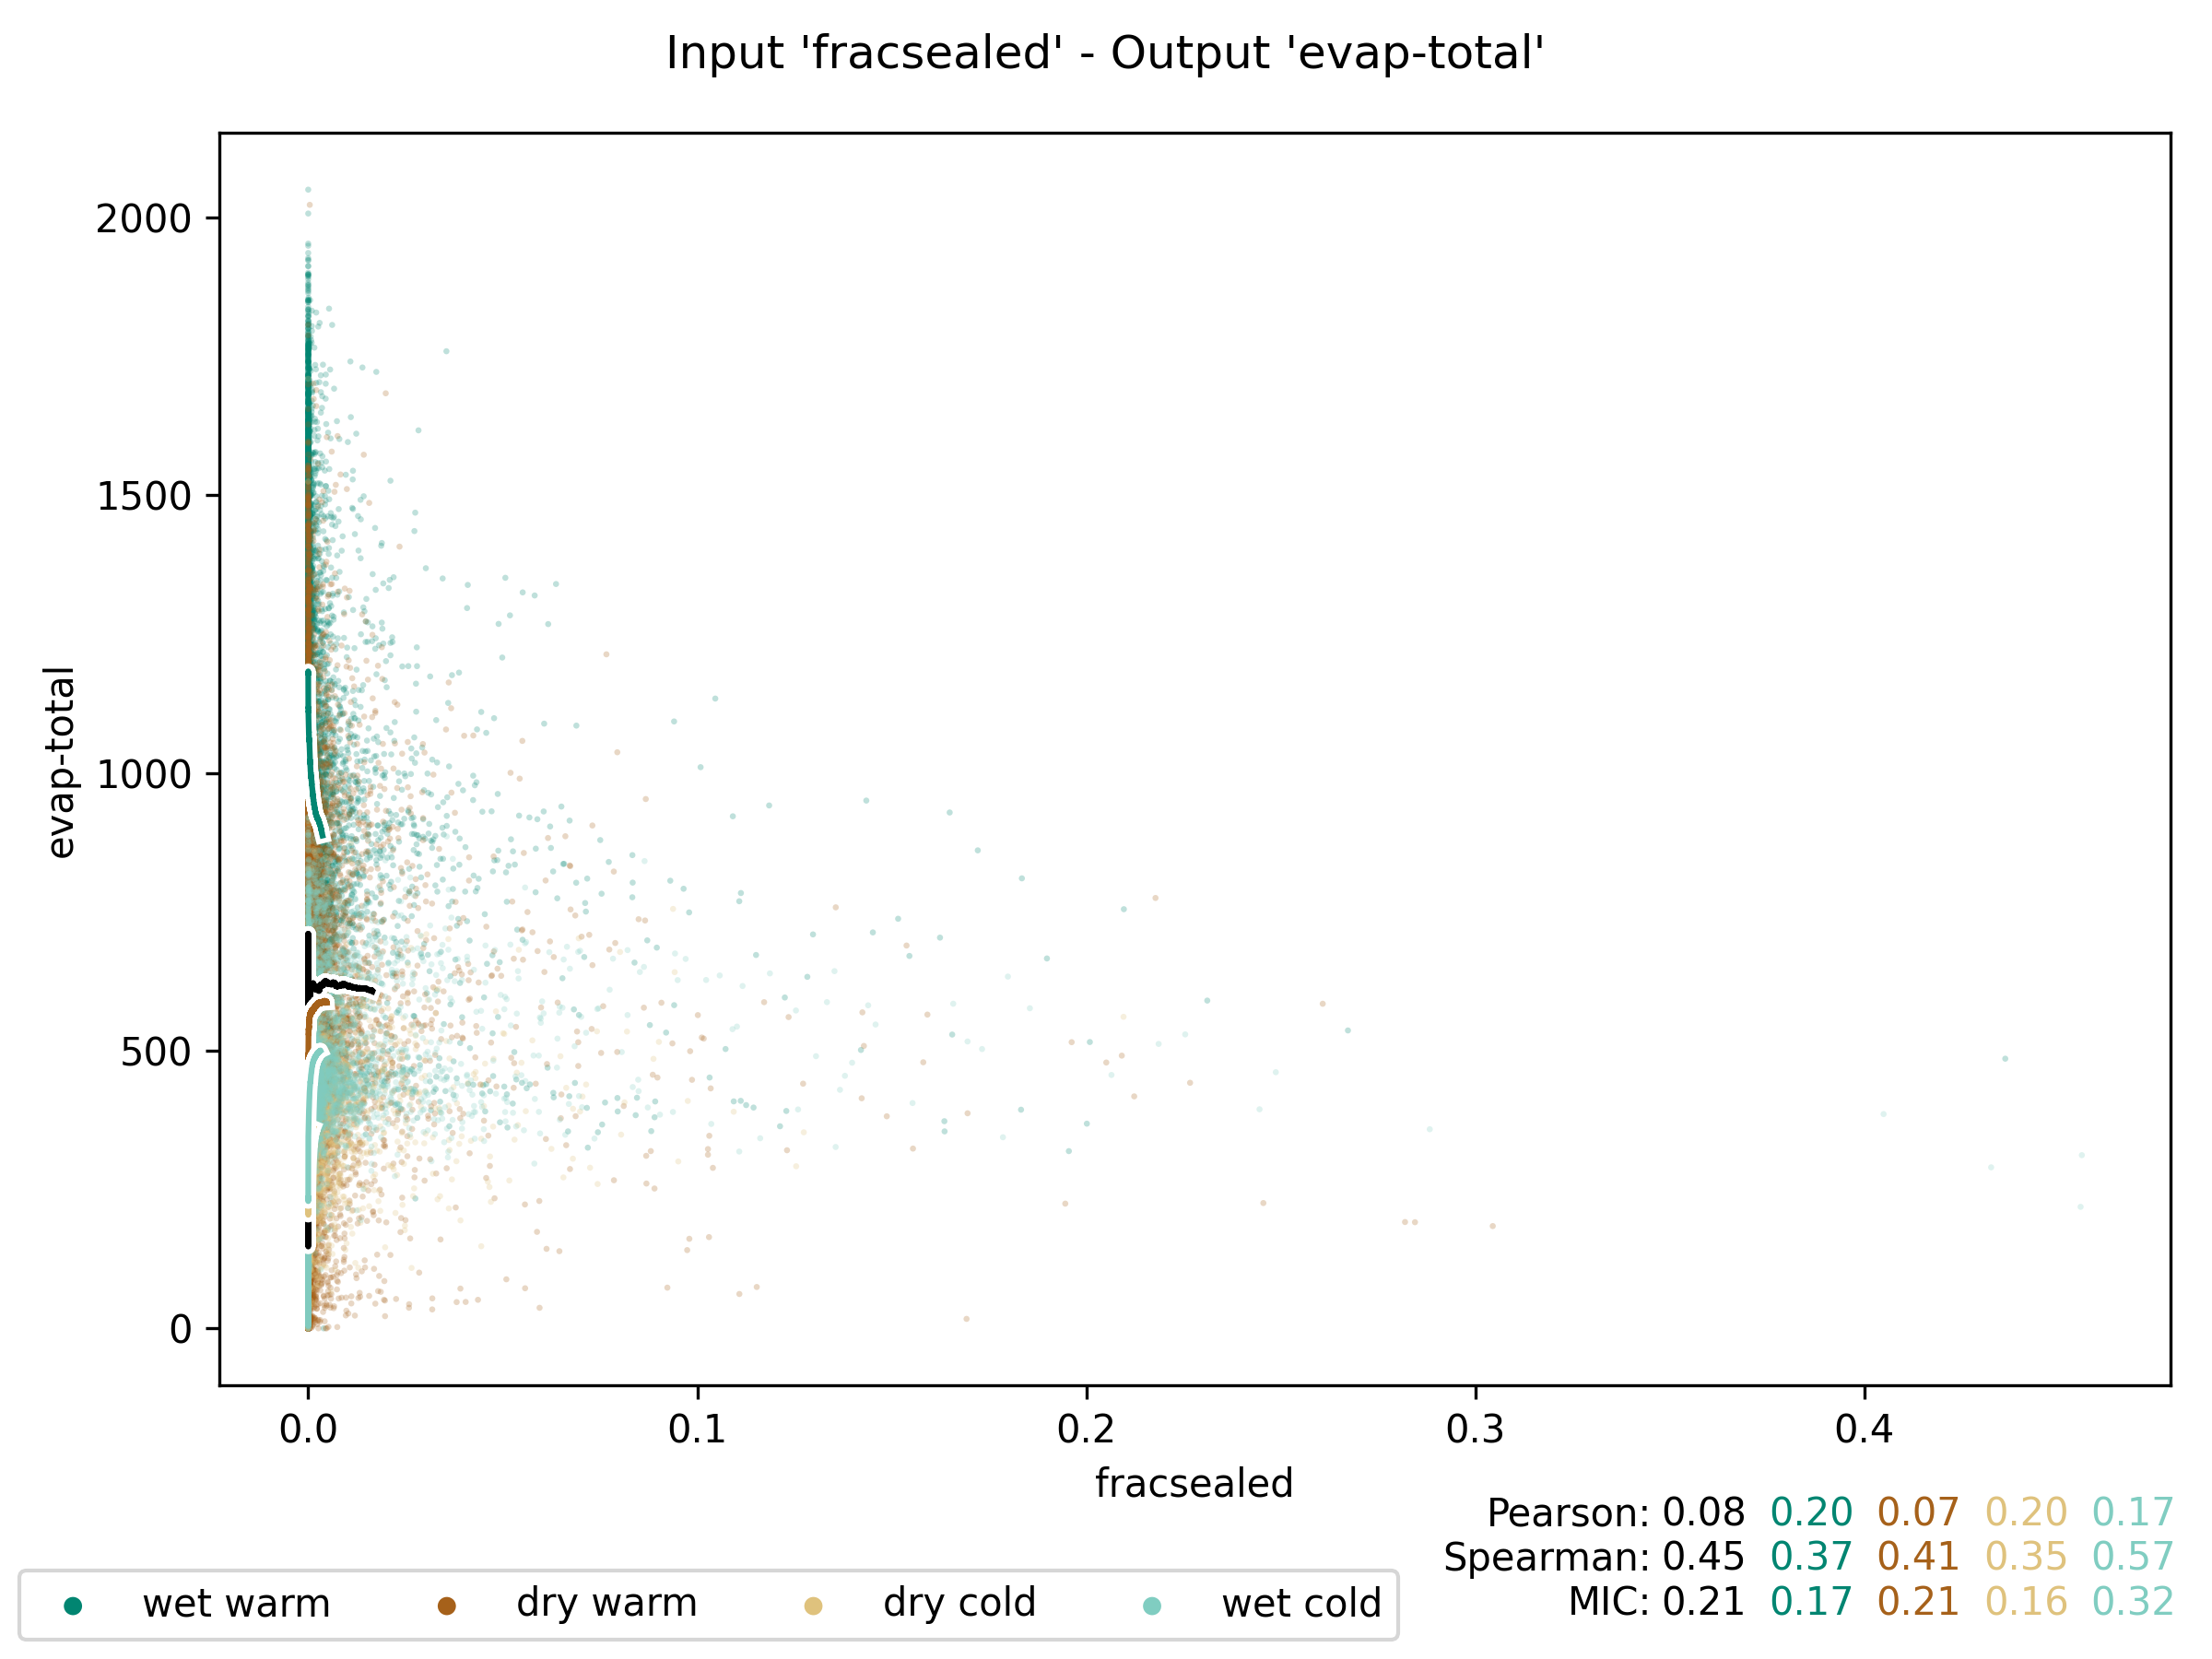 Input 'fracsealed' - Output 'evap-total'
2000
1500
1000
500
0
evap-total
0.0 0.1 0.2 0.3 0.4
fracsealed
Pearson: 0.08 0.20 0.07 0.20 0.17
Spearman: 0.45 0.37 0.41 0.35 0.57
MIC: 0.21 0.17 0.21 0.16 0.32
wet warm dry warm dry cold wet cold